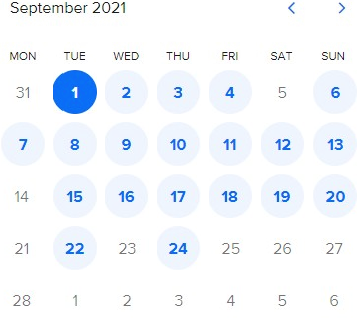 September 2021
MON TUE WED THU FRI SAT SUN
31 1 2 3 4 5 6
7 8 9 10 11 12 13
14 15 16 17 18 19 20
21 22 23 24 25 26 27
28 1 2 3 4 5 6